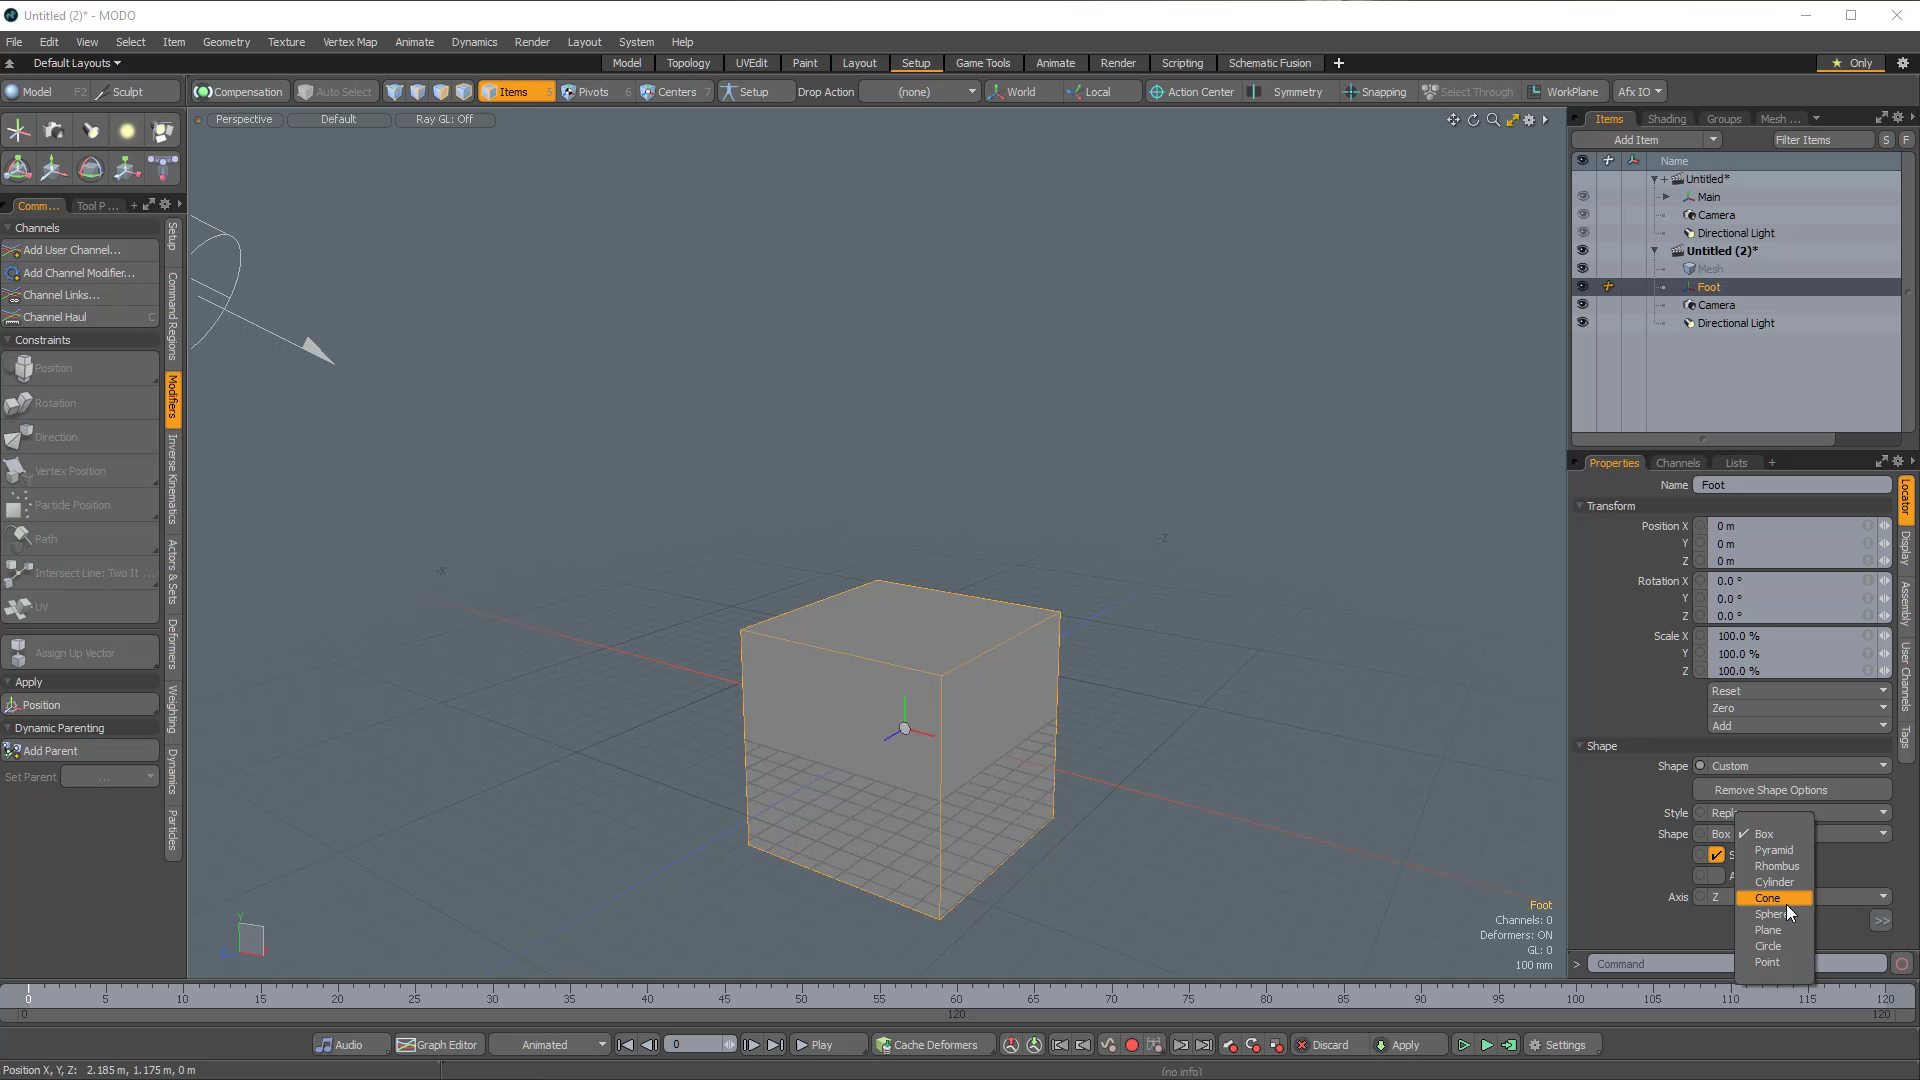 Untitled (2)* - MODO
File Edit View Select Item Geometry Texture Vertex Map Animate Dynamics Render Layout System Help
Default Layouts Model Topology UVEdit Paint Layout Setup Game Tools Animate Render Scripting Schematic Fusion Only
Model F2 Sculpt Compensation Auto Select Items 5 Pivots 6 Centers 7 Setup Drop Action (none) World Local Action Center Symmetry Snapping Select Through WorkPlane Afx IO
Perspective Default Ray GL: Off
Items Shading Groups Mesh ...
Add Item Filter Items S F
Name
Untitled*
Main
Camera
Directional Light
Untitled (2)*
Mesh
Foot
Camera
Directional Light
Comm... Tool P...
Channels
Add User Channel...
Add Channel Modifier...
Channel Links...
Channel Haul C
Constraints
Position
Rotation
Direction
Vertex Position
Particle Position
Path
Intersect Line: Two It ...
UV
Assign Up Vector
Apply
Position
Dynamic Parenting
Add Parent
Set Parent ...
Setup
Command Regions
Modifiers
Inverse Kinematics
Actors & Sets
Deformers
Weighting
Dynamics
Particles
-X
-Z
Y
Foot
Channels: 0
Deformers: ON
GL: 0
100 mm
Properties Channels Lists +
Name Foot
Transform
Position X 0 m
Y 0 m
Z 0 m
Rotation X 0.0 °
Y 0.0 °
Z 0.0 °
Scale X 100.0 %
Y 100.0 %
Z 100.0 %
Reset
Zero
Add
Shape
Shape Custom
Remove Shape Options
Style Repl
Shape Box
S
A
Axis Z
>>
Box
Pyramid
Rhombus
Cylinder
Cone
Sphere
Plane
Circle
Point
Locator
Display
Assembly
User Channels
Tags
> Command
0 5 10 15 20 25 30 35 40 45 50 55 60 65 70 75 80 85 90 95 100 105 110 115 120
0 120 120
Audio Graph Editor Animated 0 Play Cache Deformers Discard Apply Settings
Position X, Y, Z: 2.185 m, 1.175 m, 0 m (no info)